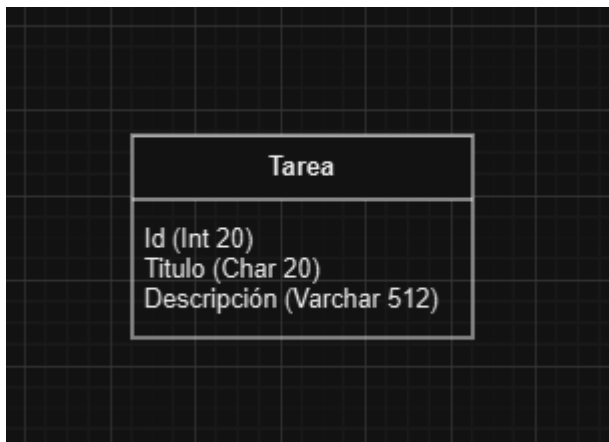 Tarea
Id (Int 20)
Titulo (Char 20)
Descripción (Varchar 512)